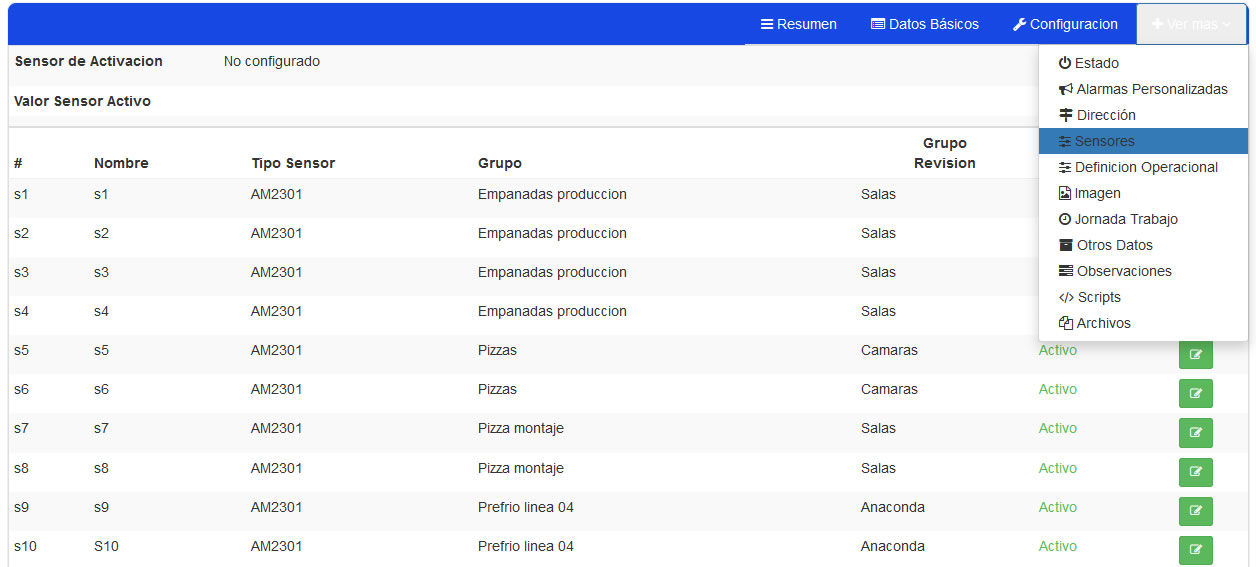 Resumen Datos Básicos Configuracion Ver mas
Sensor de Activacion No configurado
Valor Sensor Activo
Estado
Alarmas Personalizadas
Dirección
Sensores
Definicion Operacional
Imagen
Jornada Trabajo
Otros Datos
Observaciones
Scripts
Archivos
# Nombre Tipo Sensor Grupo Grupo
Revision
s1 s1 AM2301 Empanadas produccion Salas
s2 s2 AM2301 Empanadas produccion Salas
s3 s3 AM2301 Empanadas produccion Salas
s4 s4 AM2301 Empanadas produccion Salas
s5 s5 AM2301 Pizzas Camaras Activo
s6 s6 AM2301 Pizzas Camaras Activo
s7 s7 AM2301 Pizza montaje Salas Activo
s8 s8 AM2301 Pizza montaje Salas Activo
s9 s9 AM2301 Prefrio linea 04 Anaconda Activo
s10 S10 AM2301 Prefrio linea 04 Anaconda Activo